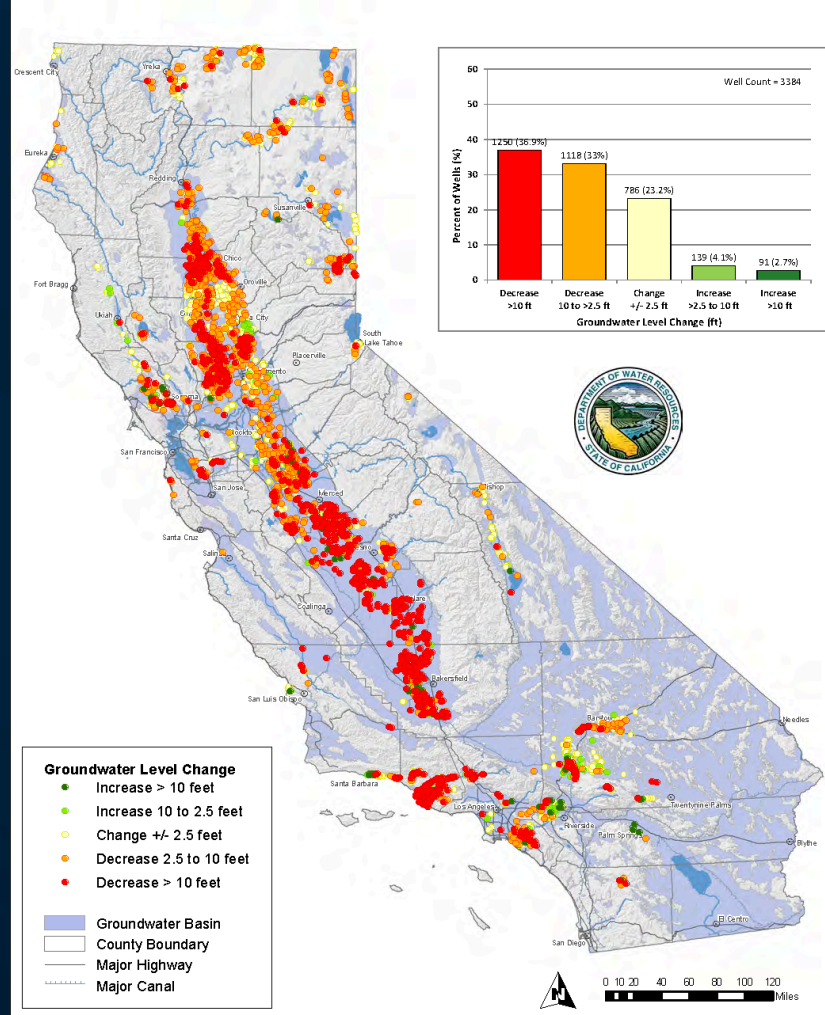 Crescent City
Yreka
Eureka
Redding
Susanville
Chico
Fort Bragg
Oroville
Ukiah
South
Lake Tahoe
Placerville
San Francisco
San Jose
Merced
Bishop
Santa Cruz
Coalinga
Bakersfield
San Luis Obispo
Needles
Santa Barbara
Los Angeles
Twentynine Palms
Riverside
Palm Springs
Blythe
El Centro
San Diego
Well Count = 3384
Percent of Wells (%)
60
50
40
30
20
10
0
1250 (36.9%)
1118 (33%)
786 (23.2%)
139 (4.1%)
91 (2.7%)
Decrease
>10 ft
Decrease
10 to >2.5 ft
Change
+/- 2.5 ft
Increase
>2.5 to 10 ft
Increase
>10 ft
Groundwater Level Change (ft)
DEPARTMENT OF WATER RESOURCES
STATE OF CALIFORNIA
Groundwater Level Change
Increase > 10 feet
Increase 10 to 2.5 feet
Change +/- 2.5 feet
Decrease 2.5 to 10 feet
Decrease > 10 feet
Groundwater Basin
County Boundary
Major Highway
Major Canal
N
0 10 20 40 60 80 100 120
Miles